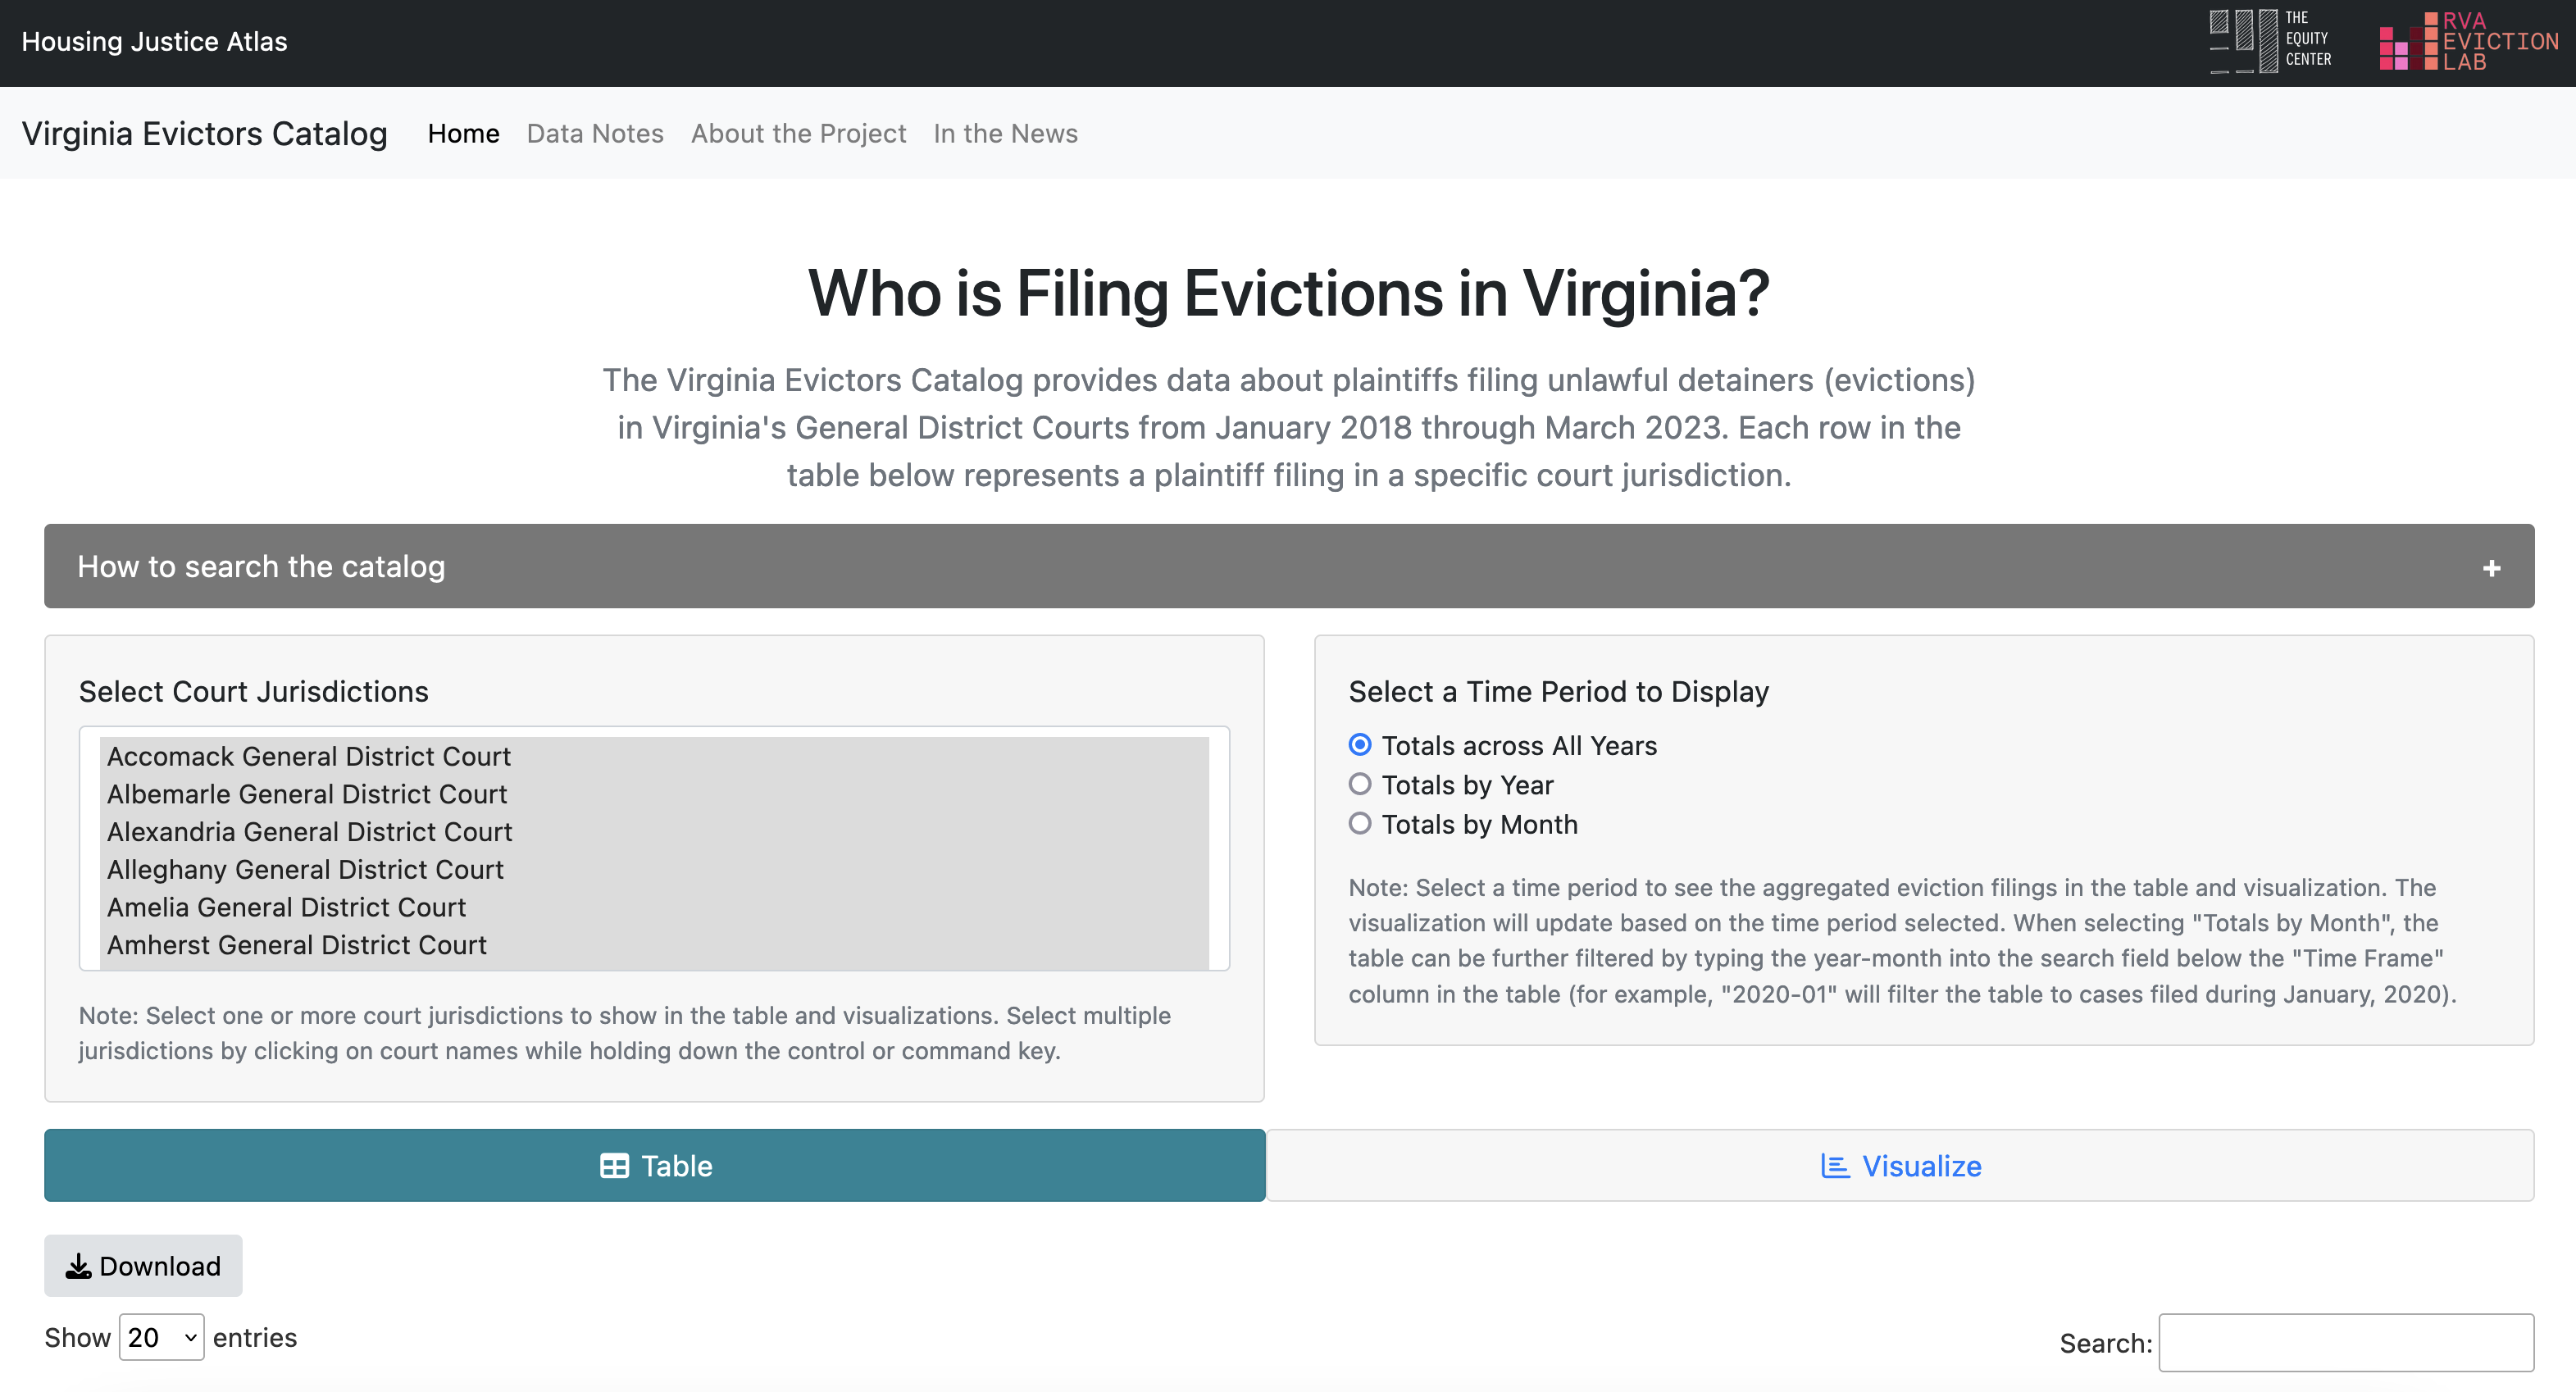 Housing Justice Atlas
THE
EQUITY
CENTER
RVA
EVICTION
LAB
Virginia Evictors Catalog Home Data Notes About the Project In the News
Who is Filing Evictions in Virginia?
The Virginia Evictors Catalog provides data about plaintiffs filing unlawful detainers (evictions)
in Virginia's General District Courts from January 2018 through March 2023. Each row in the
table below represents a plaintiff filing in a specific court jurisdiction.
How to search the catalog +
Select Court Jurisdictions
Accomack General District Court
Albemarle General District Court
Alexandria General District Court
Alleghany General District Court
Amelia General District Court
Amherst General District Court
Note: Select one or more court jurisdictions to show in the table and visualizations. Select multiple
jurisdictions by clicking on court names while holding down the control or command key.
Select a Time Period to Display
Totals across All Years
Totals by Year
Totals by Month
Note: Select a time period to see the aggregated eviction filings in the table and visualization. The
visualization will update based on the time period selected. When selecting "Totals by Month", the
table can be further filtered by typing the year-month into the search field below the "Time Frame"
column in the table (for example, "2020-01" will filter the table to cases filed during January, 2020).
Table
Visualize
Download
Show 20 entries
Search: